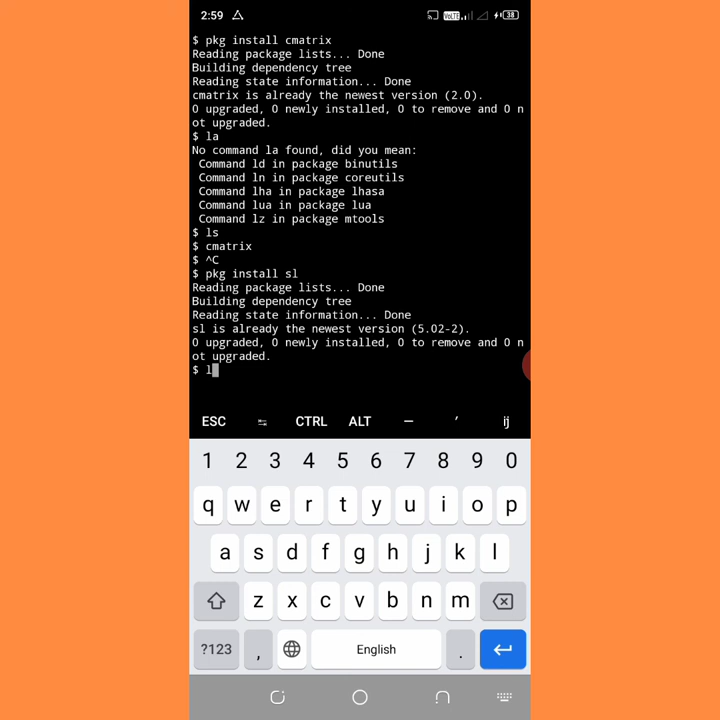 2:59
VoLTE
38
$ pkg install cmatrix
Reading package lists... Done
Building dependency tree
Reading state information... Done
cmatrix is already the newest version (2.0).
0 upgraded, 0 newly installed, 0 to remove and 0 n
ot upgraded.
$ la
No command la found, did you mean:
 Command ld in package binutils
 Command ln in package coreutils
 Command lha in package lhasa
 Command lua in package lua
 Command lz in package mtools
$ ls
$ cmatrix
$ ^C
$ pkg install sl
Reading package lists... Done
Building dependency tree
Reading state information... Done
sl is already the newest version (5.02-2).
0 upgraded, 0 newly installed, 0 to remove and 0 n
ot upgraded.
$ l
ESC CTRL ALT — ′ ij
1 2 3 4 5 6 7 8 9 0
q w e r t y u i o p
a s d f g h j k l
z x c v b n m
?123 , English .